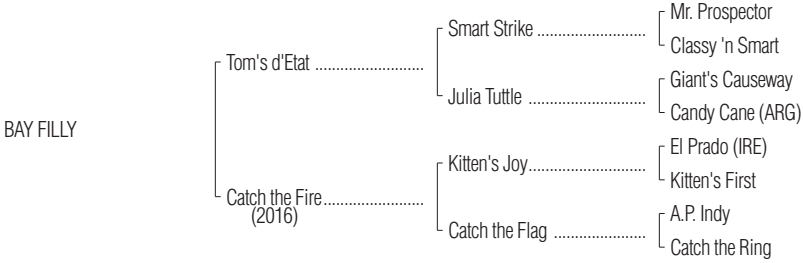 Mr. Prospector
Smart Strike ..........................
Classy 'n Smart
Tom's d'Etat ..........................
Giant's Causeway
Julia Tuttle ............................
Candy Cane (ARG)
BAY FILLY
El Prado (IRE)
Kitten's Joy............................
Kitten's First
Catch the Fire........................
(2016)
A.P. Indy
Catch the Flag ......................
Catch the Ring